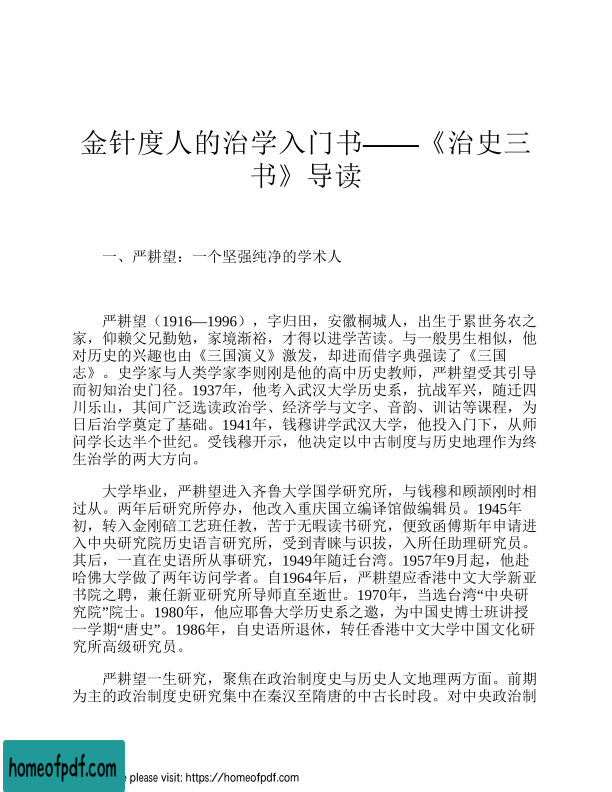 金针度人的治学入门书——《治史三
书》导读
一、严耕望：一个坚强纯净的学术人
严耕望（1916—1996），字归田，安徽桐城人，出生于累世务农之
家，仰赖父兄勤勉，家境渐裕，才得以进学苦读。与一般男生相似，他
对历史的兴趣也由《三国演义》激发，却进而借字典强读了《三国
志》。史学家与人类学家李则刚是他的高中历史教师，严耕望受其引导
而初知治史门径。1937年，他考入武汉大学历史系，抗战军兴，随迁四
川乐山，其间广泛选读政治学、经济学与文字、音韵、训诂等课程，为
日后治学奠定了基础。1941年，钱穆讲学武汉大学，他投入门下，从师
问学长达半个世纪。受钱穆开示，他决定以中古制度与历史地理作为终
生治学的两大方向。
大学毕业，严耕望进入齐鲁大学国学研究所，与钱穆和顾颉刚时相
过从。两年后研究所停办，他改入重庆国立编译馆做编辑员。1945年
初，转入金刚碚工艺班任教，苦于无暇读书研究，便致函傅斯年申请进
入中央研究院历史语言研究所，受到青睐与识拔，入所任助理研究员。
其后，一直在史语所从事研究，1949年随迁台湾。1957年9月起，他赴
哈佛大学做了两年访问学者。自1964年后，严耕望应香港中文大学新亚
书院之聘，兼任新亚研究所导师直至逝世。1970年，当选台湾“中央研
究院”院士。1980年，他应耶鲁大学历史系之邀，为中国史博士班讲授
一学期“唐史”。1986年，自史语所退休，转任香港中文大学中国文化研
究所高级研究员。
严耕望一生研究，聚焦在政治制度史与历史人文地理两方面。前期
为主的政治制度史研究集中在秦汉至隋唐的中古长时段。对中央政治制
homeofpdf.com
please visit: https://homeofpdf.com